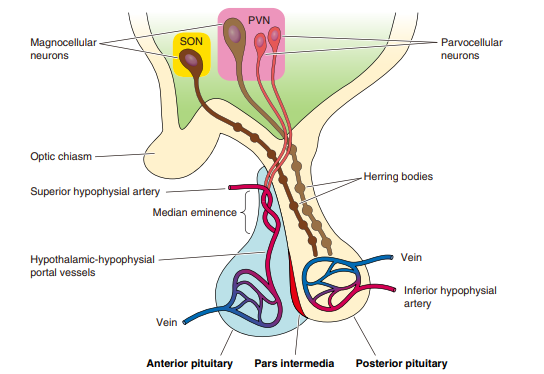 PVN
SON
Magnocellular
neurons
Parvocellular
neurons
Optic chiasm
Herring bodies
Superior hypophysial artery
Median eminence
Hypothalamic-hypophysial
portal vessels
Vein
Inferior hypophysial
artery
Vein
Anterior pituitary
Pars intermedia
Posterior pituitary